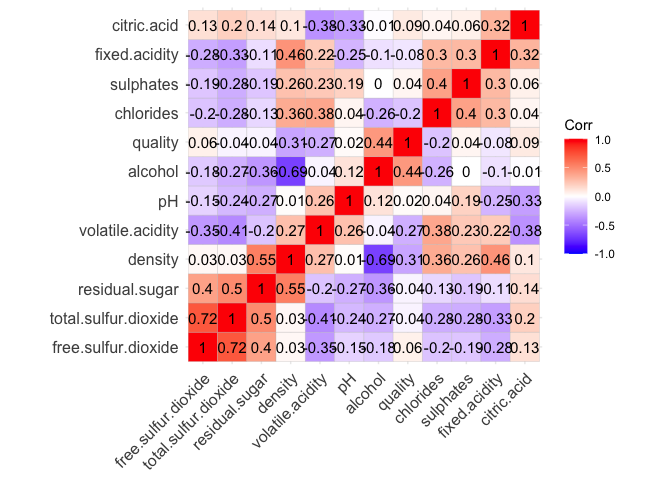 citric.acid 0.13 0.2 0.14 0.1 -0.38 -0.33 -0.01 0.09 0.04 0.06 0.32 1
fixed.acidity -0.28 -0.33 -0.11 0.46 0.22 -0.25 -0.1 -0.08 0.3 0.3 1 0.32
sulphates -0.19 -0.28 -0.19 0.26 0.23 0.19 0 0.04 0.4 1 0.3 0.06
chlorides -0.2 -0.28 -0.13 0.36 0.38 0.04 -0.26 -0.2 1 0.4 0.3 0.04
quality 0.06 -0.04 -0.04 -0.31 -0.27 0.02 0.44 1 -0.2 0.04 -0.08 0.09
alcohol -0.18 -0.27 -0.36 -0.69 -0.04 0.12 1 0.44 -0.26 0 -0.1 -0.01
pH -0.15 -0.24 -0.27 0.01 0.26 1 0.12 0.02 0.04 0.19 -0.25 -0.33
volatile.acidity -0.35 -0.41 -0.2 0.27 1 0.26 -0.04 -0.27 0.38 0.23 0.22 -0.38
density 0.03 0.03 0.55 1 0.27 0.01 -0.69 -0.31 0.36 0.26 0.46 0.1
residual.sugar 0.4 0.5 1 0.55 -0.2 -0.27 -0.36 -0.04 -0.13 -0.19 -0.11 0.14
total.sulfur.dioxide 0.72 1 0.5 0.03 -0.41 -0.24 -0.27 -0.04 -0.28 -0.28 -0.33 0.2
free.sulfur.dioxide 1 0.72 0.4 0.03 -0.35 -0.15 -0.18 0.06 -0.2 -0.19 -0.28 0.13
free.sulfur.dioxide
total.sulfur.dioxide
residual.sugar
density
volatile.acidity
pH
alcohol
quality
chlorides
sulphates
fixed.acidity
citric.acid
Corr
1.0
0.5
0.0
-0.5
-1.0